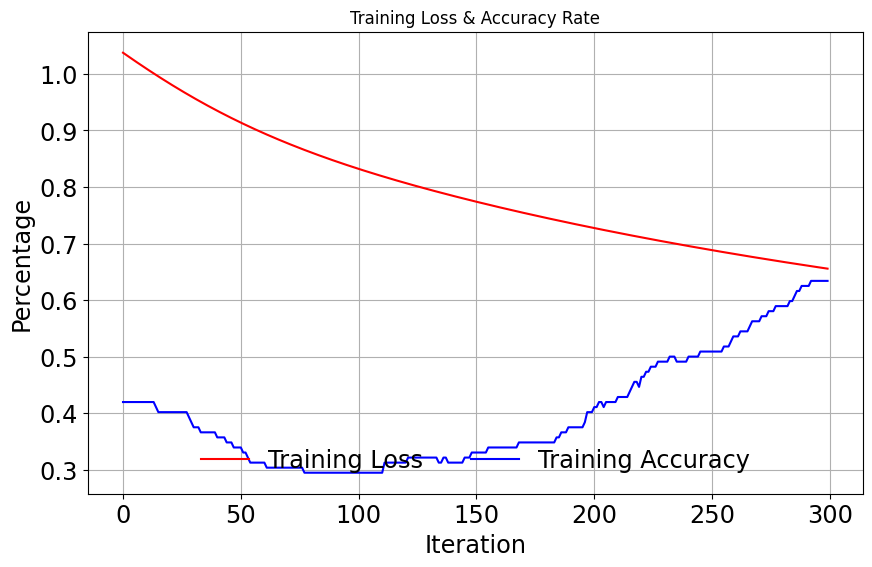 Training Loss & Accuracy Rate
1.0
0.9
0.8
0.7
0.6
0.5
0.4
0.3
Percentage
Training Loss Training Accuracy
0 50 100 150 200 250 300
Iteration